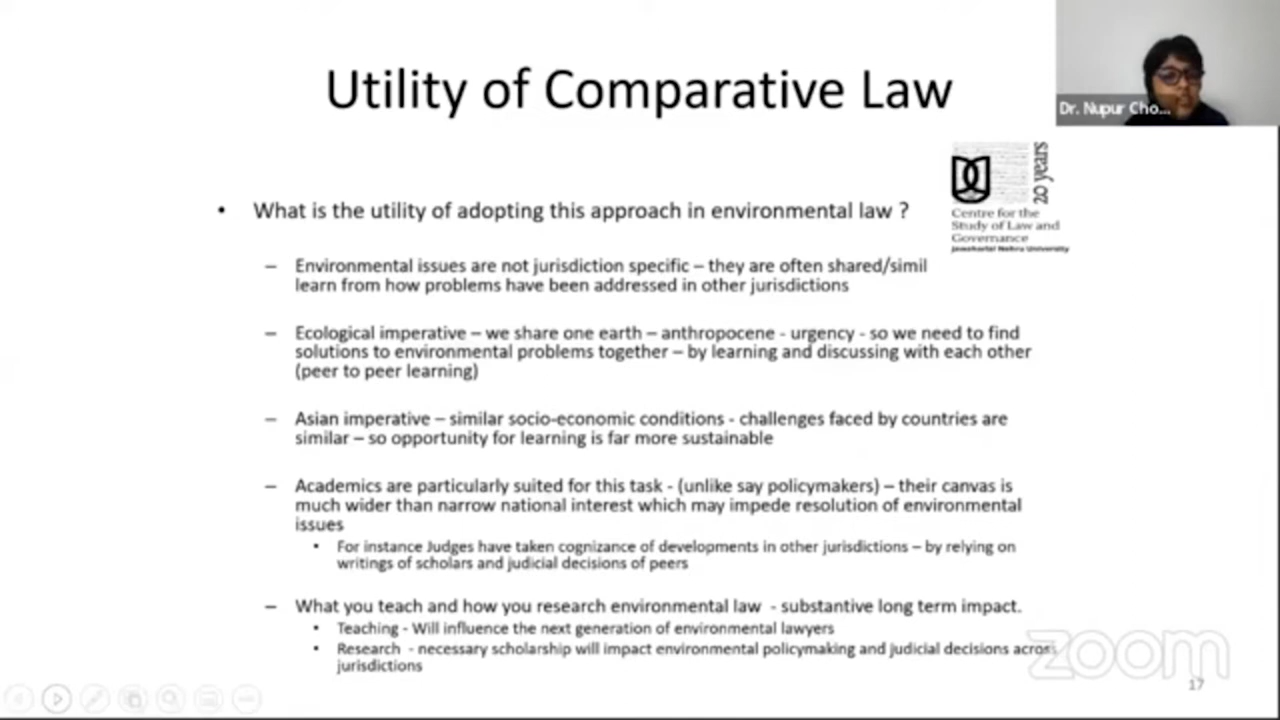 Utility of Comparative Law
Dr. Nupur Cho...
20 years
Centre for the
Study of Law and
Governance
Jawaharlal Nehru University
• What is the utility of adopting this approach in environmental law ?
– Environmental issues are not jurisdiction specific – they are often shared/simil
learn from how problems have been addressed in other jurisdictions
– Ecological imperative – we share one earth – anthropocene - urgency - so we need to find
solutions to environmental problems together – by learning and discussing with each other
(peer to peer learning)
– Asian imperative – similar socio-economic conditions - challenges faced by countries are
similar – so opportunity for learning is far more sustainable
– Academics are particularly suited for this task - (unlike say policymakers) – their canvas is
much wider than narrow national interest which may impede resolution of environmental
issues
• For instance Judges have taken cognizance of developments in other jurisdictions – by relying on
writings of scholars and judicial decisions of peers
– What you teach and how you research environmental law - substantive long term impact.
• Teaching - Will influence the next generation of environmental lawyers
• Research - necessary scholarship will impact environmental policymaking and judicial decisions across
jurisdictions
zoom
17